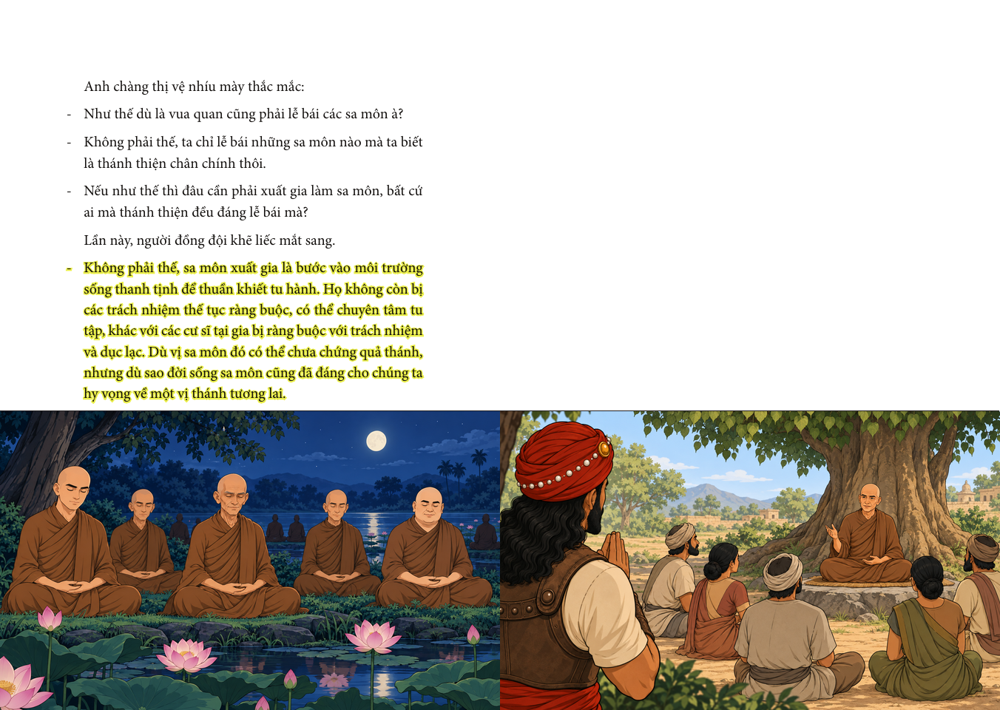 Anh chàng thị vệ nhíu mày thắc mắc:
- Như thế dù là vua quan cũng phải lễ bái các sa môn à?
- Không phải thế, ta chỉ lễ bái những sa môn nào mà ta biết
là thánh thiện chân chính thôi.
- Nếu như thế thì đâu cần phải xuất gia làm sa môn, bất cứ
ai mà thánh thiện đều đáng lễ bái mà?
Lần này, người đồng đội khẽ liếc mắt sang.
- Không phải thế, sa môn xuất gia là bước vào môi trường
sống thanh tịnh để thuần khiết tu hành. Họ không còn bị
các trách nhiệm thế tục ràng buộc, có thể chuyên tâm tu
tập, khác với các cư sĩ tại gia bị ràng buộc với trách nhiệm
và dục lạc. Dù vị sa môn đó có thể chưa chứng quả thánh,
nhưng dù sao đời sống sa môn cũng đã đáng cho chúng ta
hy vọng về một vị thánh tương lai.